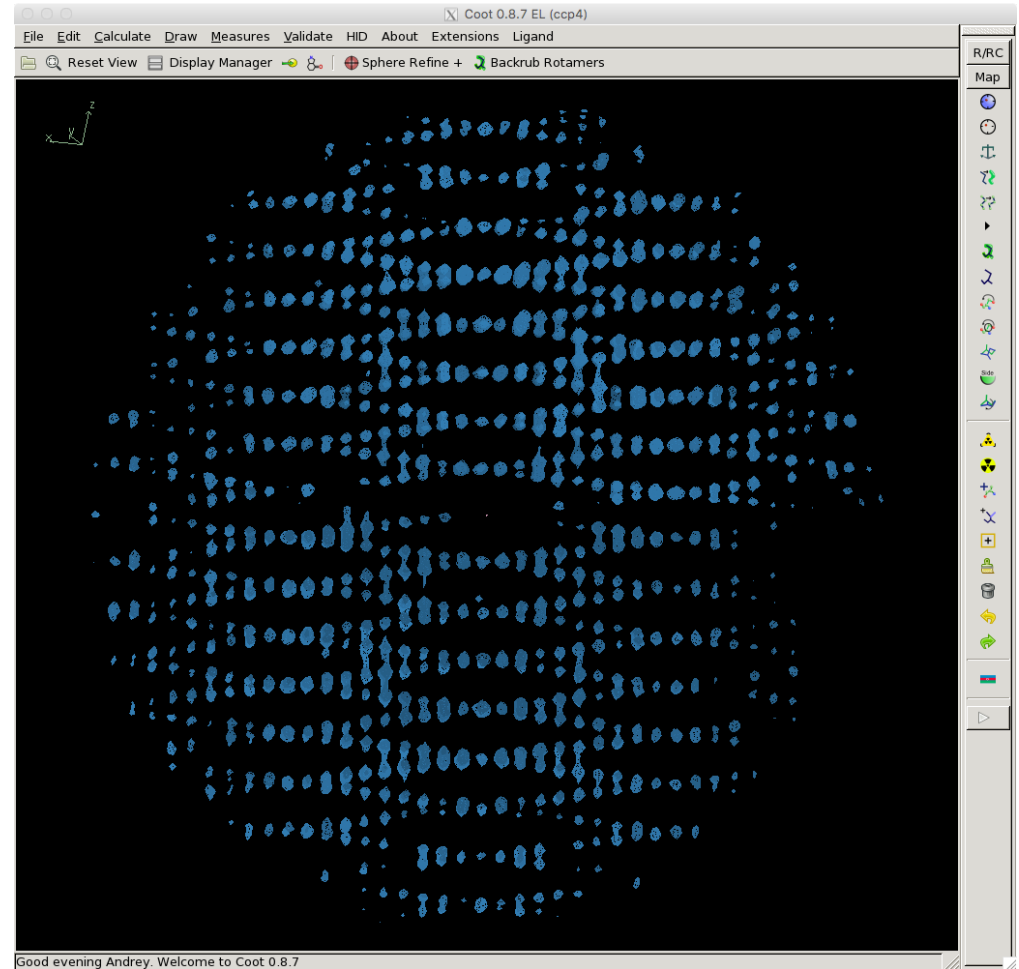 Coot 0.8.7 EL (ccp4)
File Edit Calculate Draw Measures Validate HID About Extensions Ligand
Reset View Display Manager Sphere Refine + Backrub Rotamers
R/RC
Map
z
x y
Side
Good evening Andrey. Welcome to Coot 0.8.7